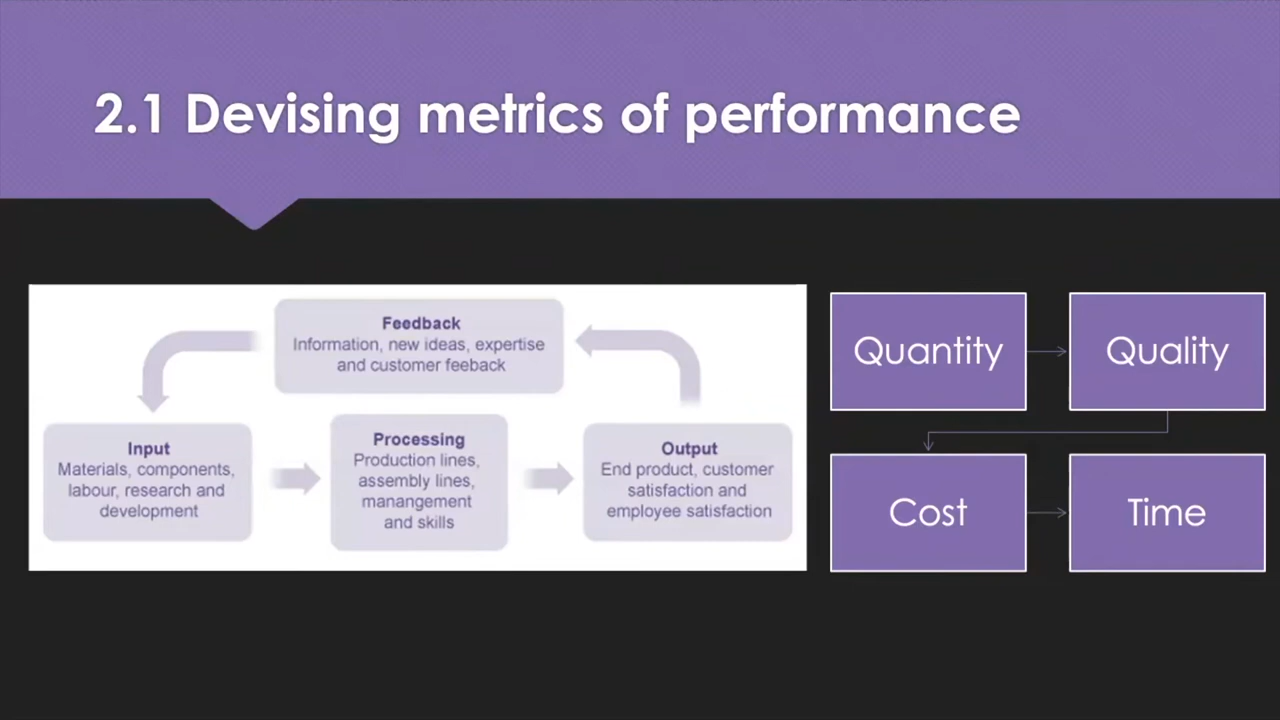 2.1 Devising metrics of performance
Feedback
Information, new ideas, expertise
and customer feeback
Input
Materials, components,
labour, research and
development
Processing
Production lines,
assembly lines,
manangement
and skills
Output
End product, customer
satisfaction and
employee satisfaction
Quantity
Quality
Cost
Time